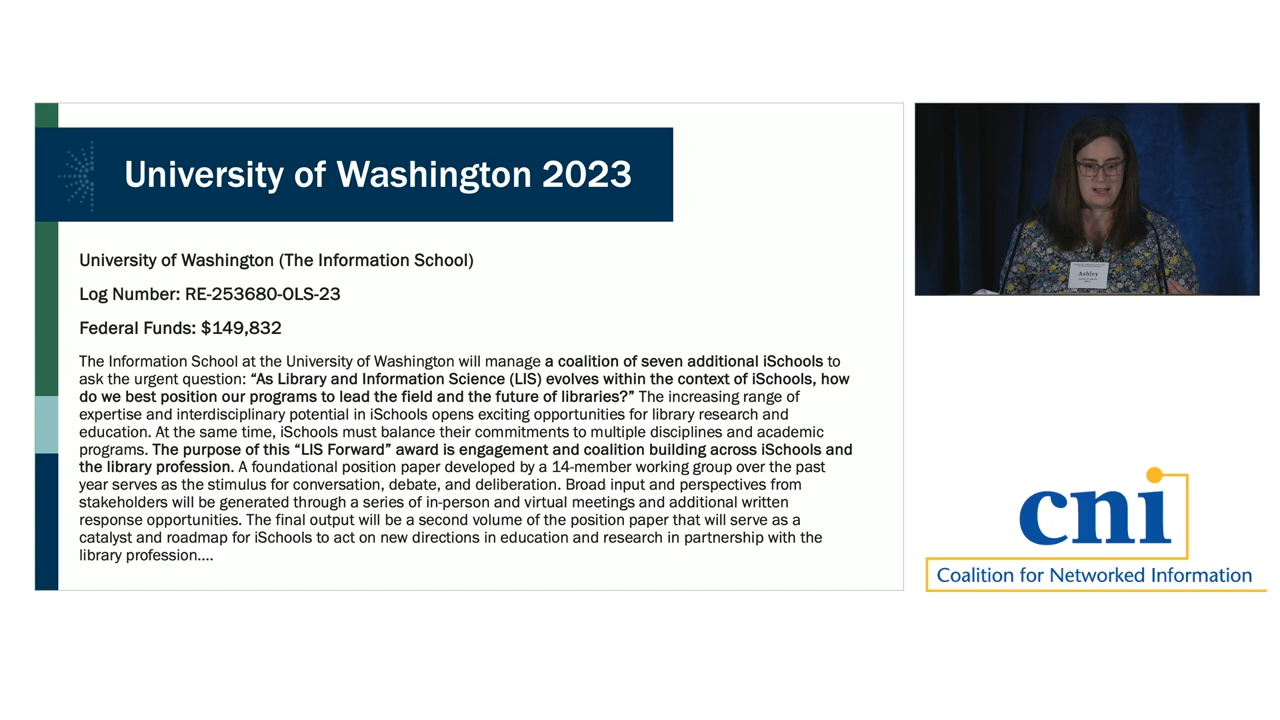 University of Washington 2023
University of Washington (The Information School)
Log Number: RE-253680-OLS-23
Federal Funds: $149,832
The Information School at the University of Washington will manage a coalition of seven additional iSchools to
ask the urgent question: “As Library and Information Science (LIS) evolves within the context of iSchools, how
do we best position our programs to lead the field and the future of libraries?” The increasing range of
expertise and interdisciplinary potential in iSchools opens exciting opportunities for library research and
education. At the same time, iSchools must balance their commitments to multiple disciplines and academic
programs. The purpose of this “LIS Forward” award is engagement and coalition building across iSchools and
the library profession. A foundational position paper developed by a 14-member working group over the past
year serves as the stimulus for conversation, debate, and deliberation. Broad input and perspectives from
stakeholders will be generated through a series of in-person and virtual meetings and additional written
response opportunities. The final output will be a second volume of the position paper that will serve as a
catalyst and roadmap for iSchools to act on new directions in education and research in partnership with the
library profession....
Ashley
cni
Coalition for Networked Information